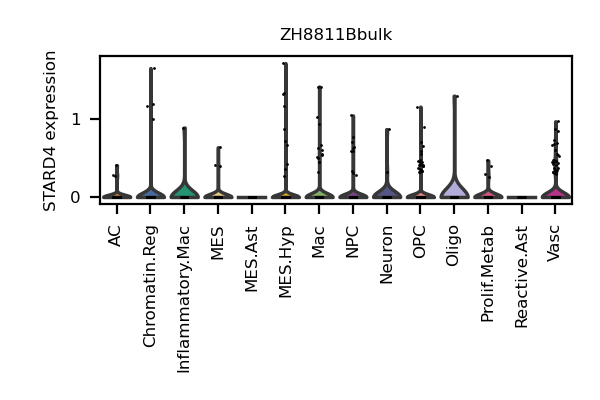 ZH8811Bbulk
STARD4 expression
1
0
AC
Chromatin.Reg
Inflammatory.Mac
MES
MES.Ast
MES.Hyp
Mac
NPC
Neuron
OPC
Oligo
Prolif.Metab
Reactive.Ast
Vasc